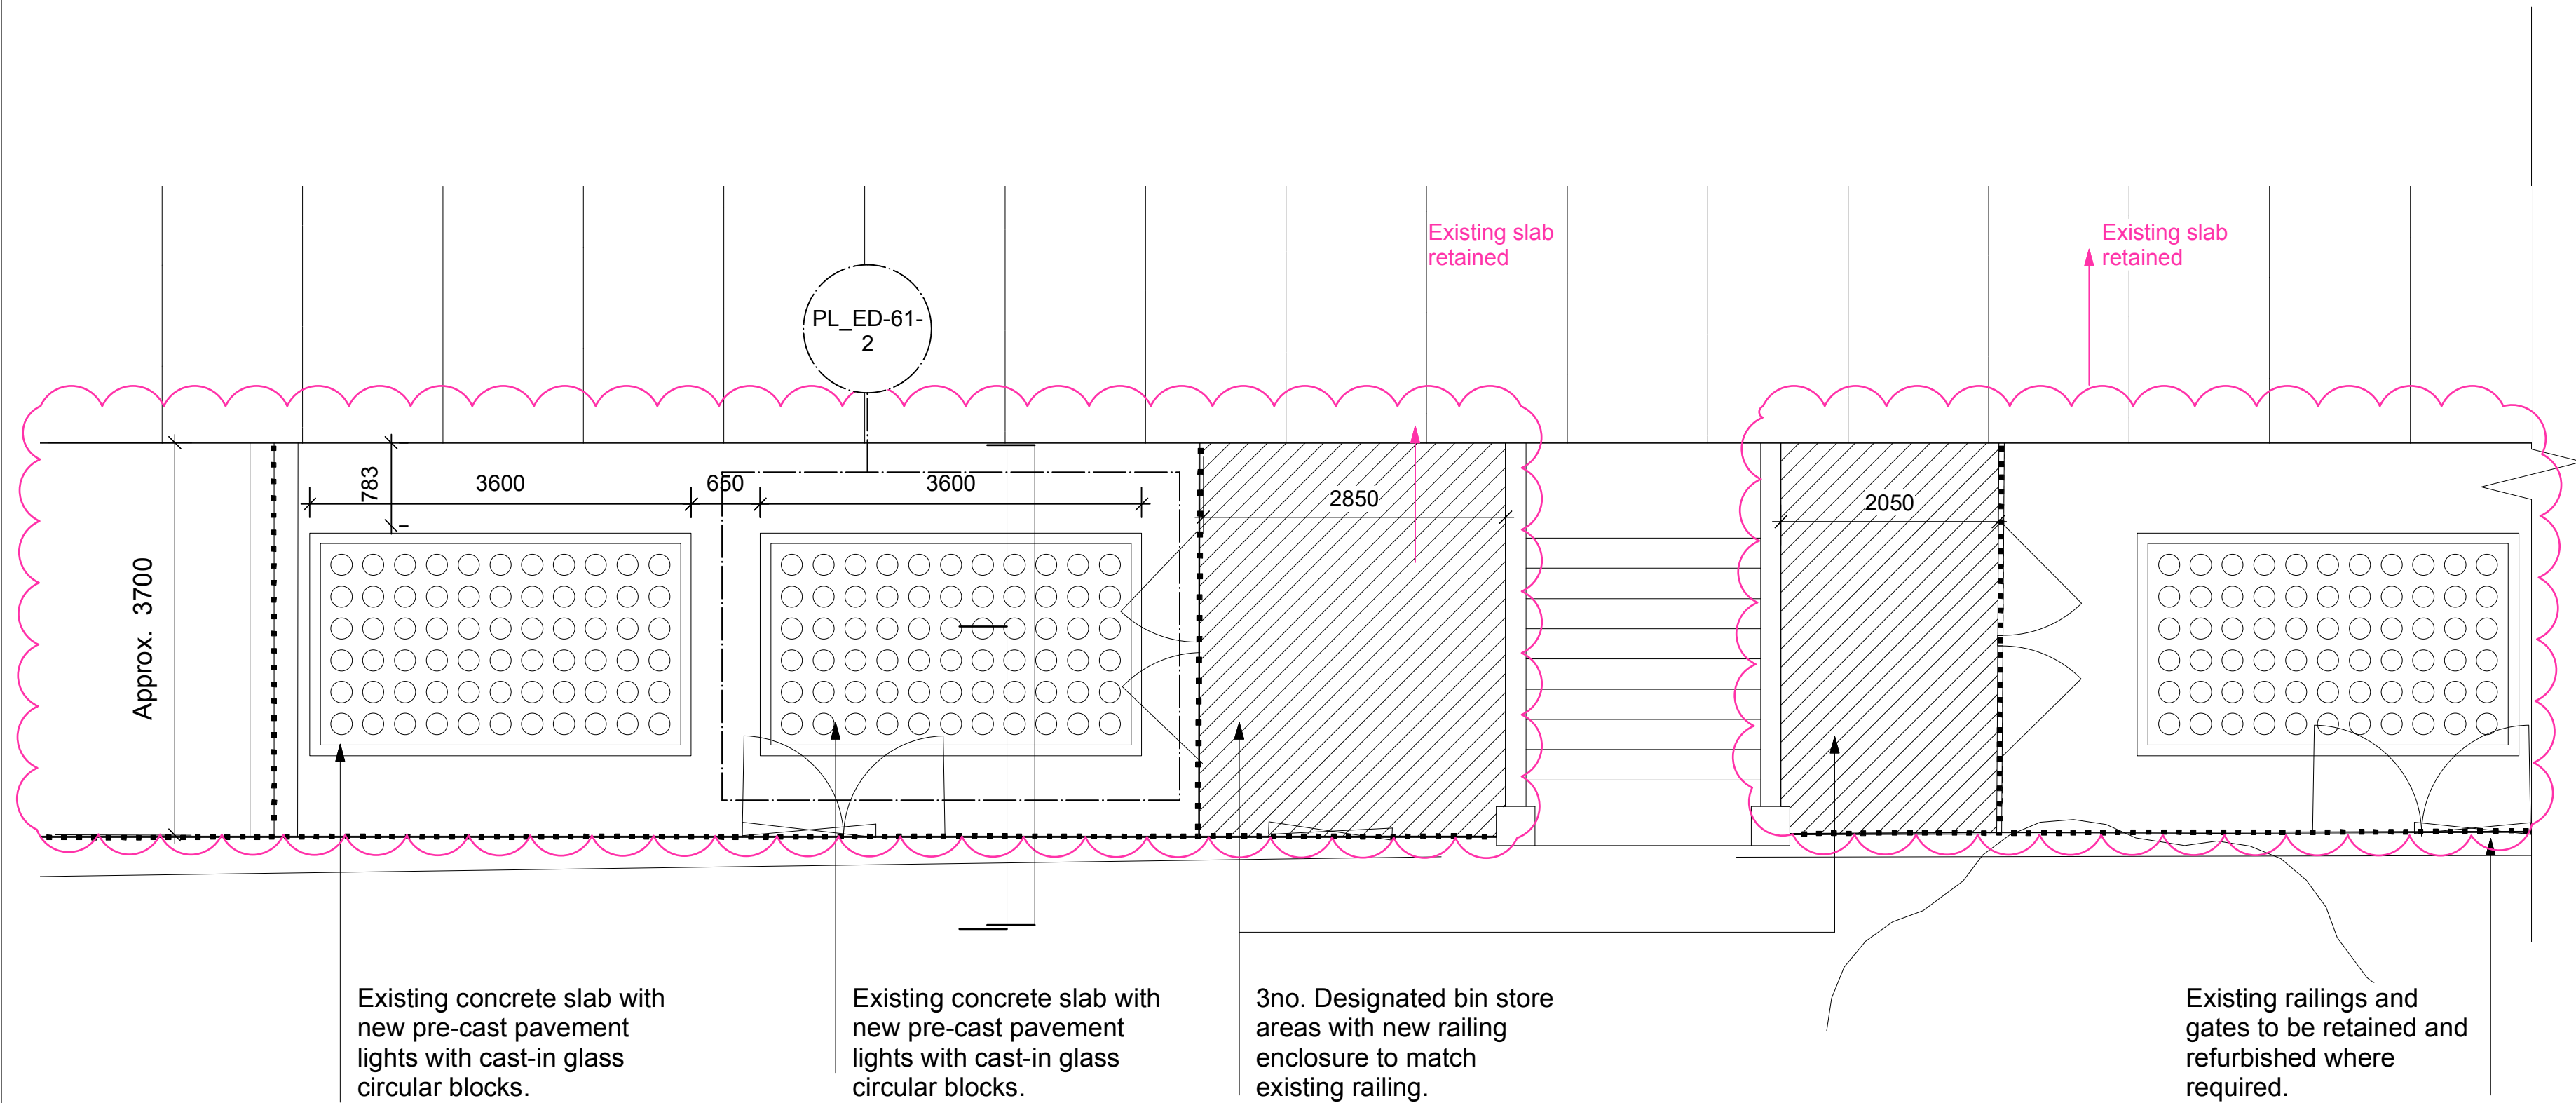 Existing slab
retained
Existing slab
retained
PL_ED-61-
2
783
3600
650
3600
2850
2050
Approx. 3700
Existing concrete slab with
new pre-cast pavement
lights with cast-in glass
circular blocks.
Existing concrete slab with
new pre-cast pavement
lights with cast-in glass
circular blocks.
3no. Designated bin store
areas with new railing
enclosure to match
existing railing.
Existing railings and
gates to be retained and
refurbished where
required.